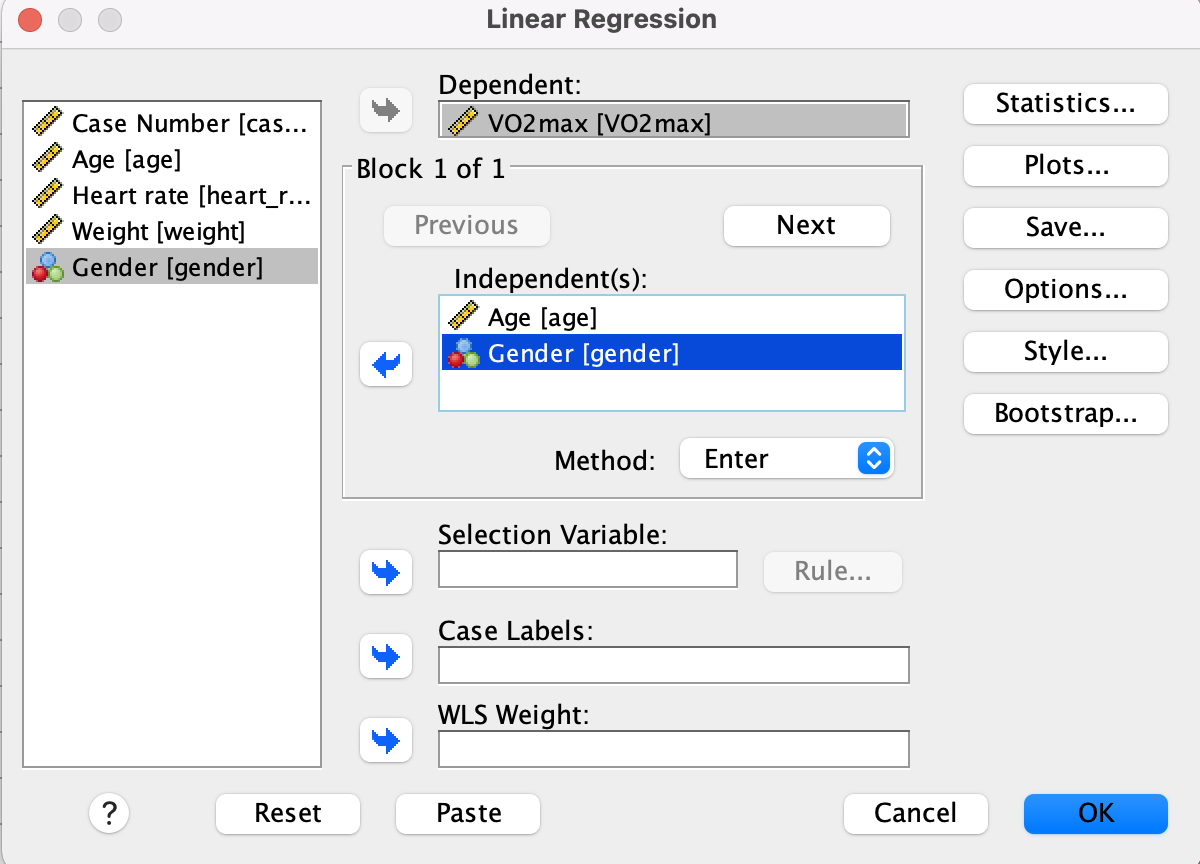 Linear Regression
Case Number [cas...
Age [age]
Heart rate [heart_r...
Weight [weight]
Gender [gender]
Dependent:
VO2max [VO2max]
Block 1 of 1
Previous
Next
Independent(s):
Age [age]
Gender [gender]
Method:
Enter
Selection Variable:
Rule...
Case Labels:
WLS Weight:
Statistics...
Plots...
Save...
Options...
Style...
Bootstrap...
?
Reset
Paste
Cancel
OK